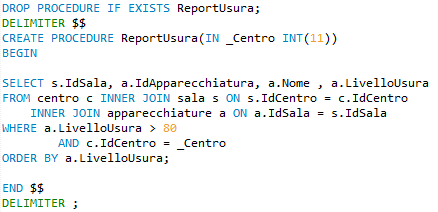 DROP PROCEDURE IF EXISTS ReportUsura;
DELIMITER $$
CREATE PROCEDURE ReportUsura(IN _Centro INT(11))
BEGIN

SELECT s.IdSala, a.IdApparecchiatura, a.Nome , a.LivelloUsura
FROM centro c INNER JOIN sala s ON s.IdCentro = c.IdCentro
    INNER JOIN apparecchiature a ON a.IdSala = s.IdSala
WHERE a.LivelloUsura > 80
        AND c.IdCentro = _Centro
ORDER BY a.LivelloUsura;

END $$
DELIMITER ;